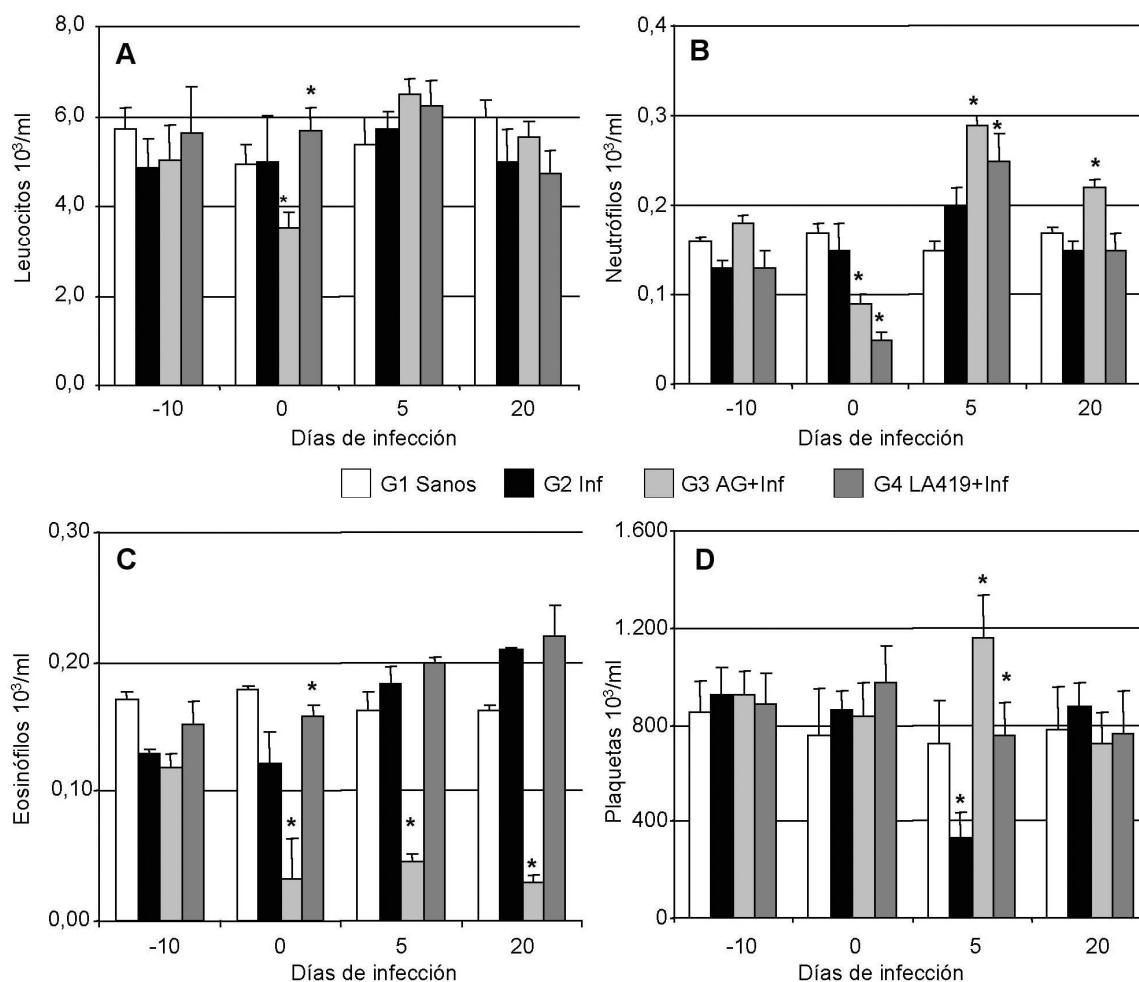 A
Leucocitos 10³/ml
8,0
6,0
4,0
2,0
0,0
* *
-10 0 5 20
Días de infección
B
Neutrófilos 10³/ml
0,4
0,3
0,2
0,1
0
* * * * *
-10 0 5 20
Días de infección
G1 Sanos G2 Inf G3 AG+Inf G4 LA419+Inf
C
Eosinófilos 10³/ml
0,30
0,20
0,10
0,00
* * * *
-10 0 5 20
Días de infección
D
Plaquetas 10³/ml
1.600
1.200
800
400
0
* * *
-10 0 5 20
Días de infección